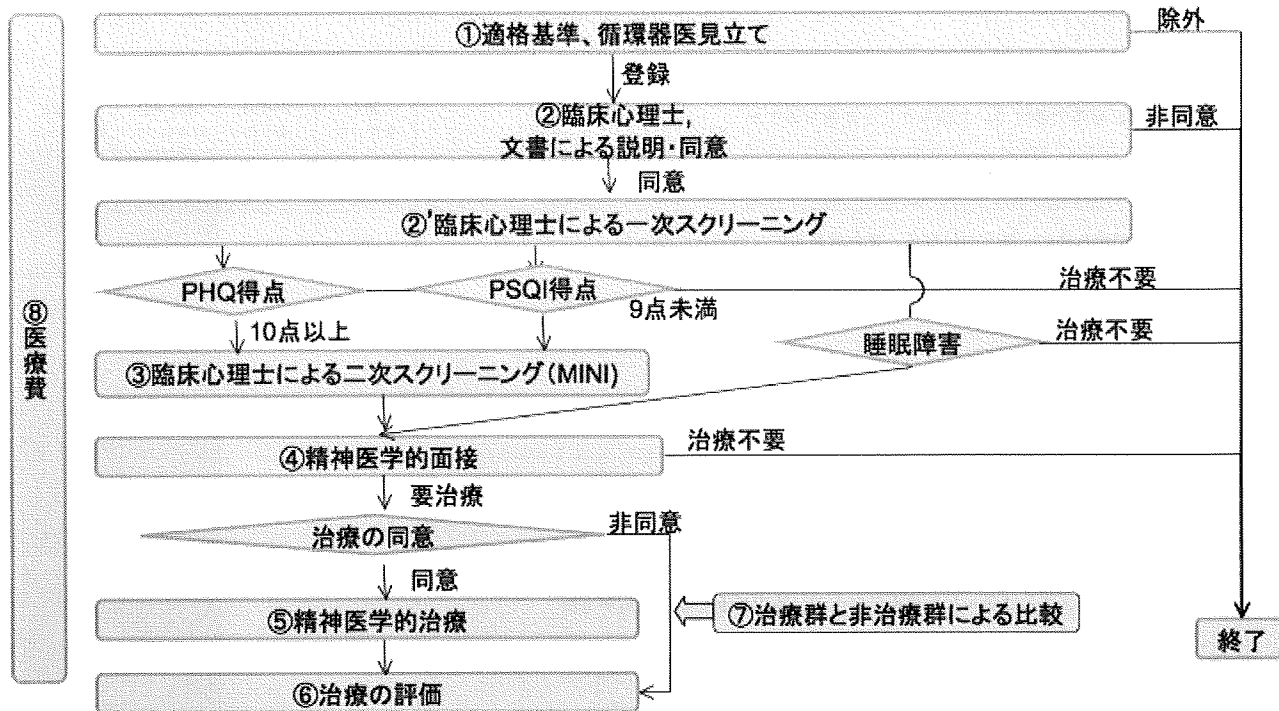 ①適格基準、循環器医見立て
除外
登録
②臨床心理士,
文書による説明・同意
非同意
同意
②'臨床心理士による一次スクリーニング
PHQ得点
PSQI得点
治療不要
9点未満
10点以上
睡眠障害
治療不要
③臨床心理士による二次スクリーニング(MINI)
④精神医学的面接
治療不要
要治療
治療の同意
非同意
同意
⑤精神医学的治療
⑦治療群と非治療群による比較
終了
⑥治療の評価
⑧医療費